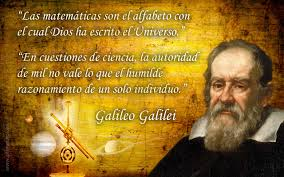 “Las matemáticas son el alfabeto con
el cual Dios ha escrito el Universo.”
“En cuestiones de ciencia, la autoridad
de mil no vale lo que el humilde
razonamiento de un solo individuo.”
Galileo Galilei